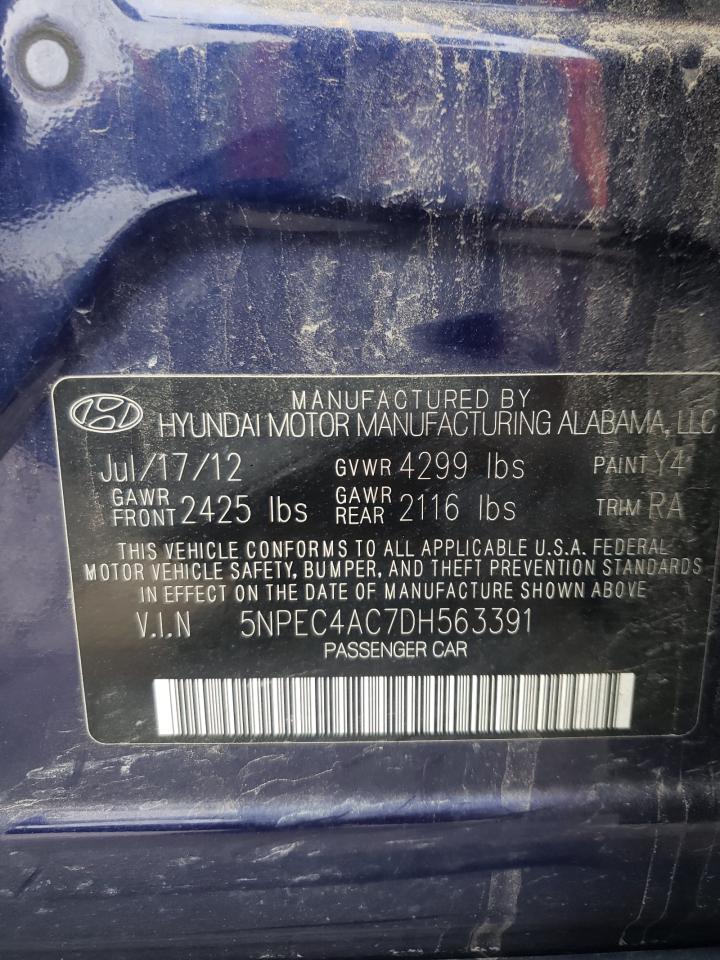 MANUFACTURED BY
HYUNDAI MOTOR MANUFACTURING ALABAMA, LLC
Jul/17/12 GVWR 4299 lbs PAINT Y4
GAWR FRONT 2425 lbs GAWR REAR 2116 lbs TRIM RA
THIS VEHICLE CONFORMS TO ALL APPLICABLE U.S.A. FEDERAL
MOTOR VEHICLE SAFETY, BUMPER, AND THEFT PREVENTION STANDARDS
IN EFFECT ON THE DATE OF MANUFACTURE SHOWN ABOVE
V.I.N 5NPEC4AC7DH563391
PASSENGER CAR